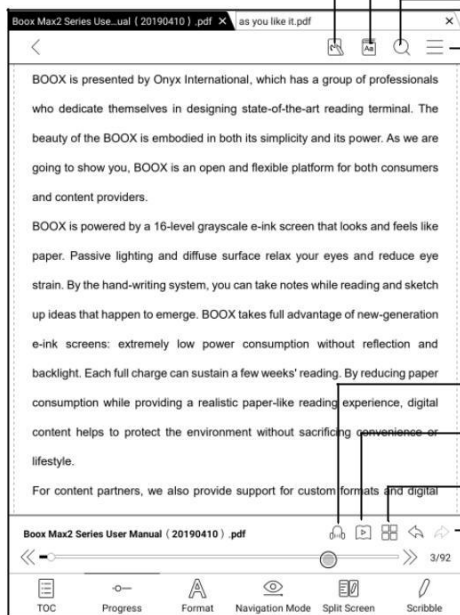 Boox Max2 Series Use...ual（20190410）.pdf ×
as you like it.pdf ×
Aa
BOOX is presented by Onyx International, which has a group of professionals
who dedicate themselves in designing state-of-the-art reading terminal. The
beauty of the BOOX is embodied in both its simplicity and its power. As we are
going to show you, BOOX is an open and flexible platform for both consumers
and content providers.
BOOX is powered by a 16-level grayscale e-ink screen that looks and feels like
paper. Passive lighting and diffuse surface relax your eyes and reduce eye
strain. By the hand-writing system, you can take notes while reading and sketch
up ideas that happen to emerge. BOOX takes full advantage of new-generation
e-ink screens: extremely low power consumption without reflection and
backlight. Each full charge can sustain a few weeks' reading. By reducing paper
consumption while providing a realistic paper-like reading experience, digital
content helps to protect the environment without sacrificing convenience or
lifestyle.
For content partners, we also provide support for custom formats and digital
Boox Max2 Series User Manual（20190410）.pdf
3/92
TOC
Progress
Format
Navigation Mode
Split Screen
Scribble